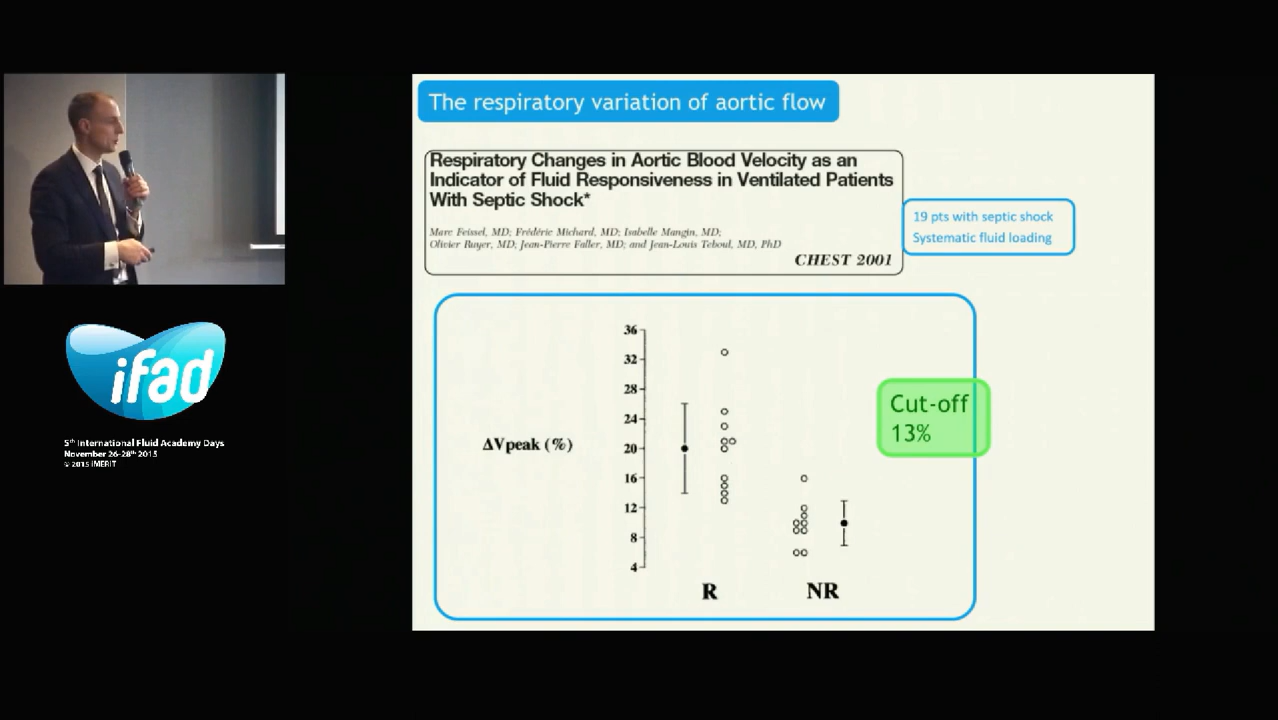 The respiratory variation of aortic flow
Respiratory Changes in Aortic Blood Velocity as an
Indicator of Fluid Responsiveness in Ventilated Patients
With Septic Shock*
Marc Feissel, MD; Frédéric Michard, MD; Isabelle Mangin, MD;
Olivier Ruyer, MD; Jean-Pierre Faller, MD; and Jean-Louis Teboul, MD, PhD
CHEST 2001
19 pts with septic shock
Systematic fluid loading
36
32
28
24
20
16
12
8
4
ΔVpeak (%)
R
NR
Cut-off
13%
ifad
5th International Fluid Academy Days
November 26-28th 2015
© 2015 iMERIT